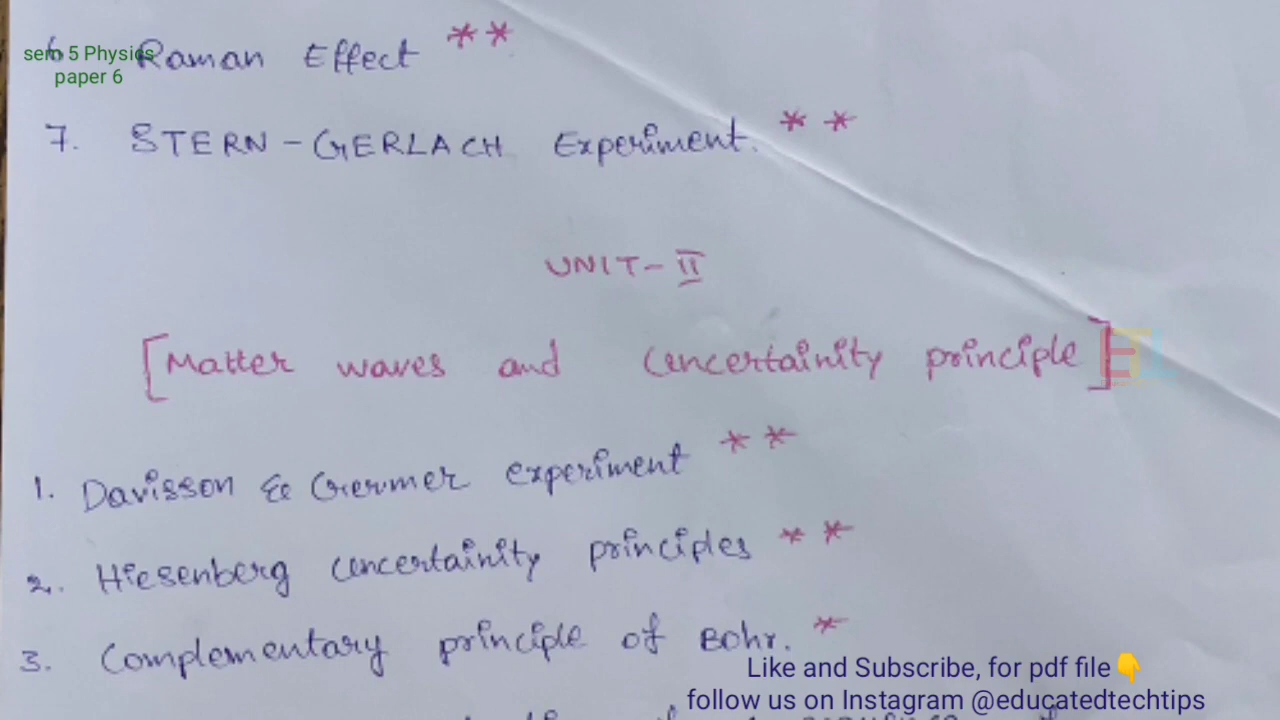 6. Raman Effect **
sem 5 Physics
paper 6
7. STERN - GERLACH Experiment. **
UNIT - II
[Matter waves and uncertainity principle]
1. Davisson & Germer experiment **
2. Hiesenberg uncertainity principles **
3. Complementary principle of Bohr. *
Like and Subscribe, for pdf file👇
follow us on Instagram @educatedtechtips